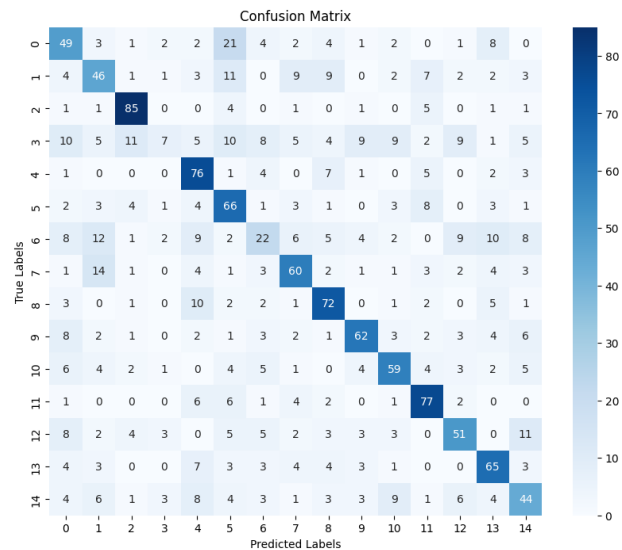 Confusion Matrix
0 49 3 1 2 2 21 4 2 4 1 2 0 1 8 0
1 4 46 1 1 3 11 0 9 9 0 2 7 2 2 3
2 1 1 85 0 0 4 0 1 0 1 0 5 0 1 1
3 10 5 11 7 5 10 8 5 4 9 9 2 9 1 5
4 1 0 0 0 76 1 4 0 7 1 0 5 0 2 3
5 2 3 4 1 4 66 1 3 1 0 3 8 0 3 1
6 8 12 1 2 9 2 22 6 5 4 2 0 9 10 8
7 1 14 1 0 4 1 3 60 2 1 1 3 2 4 3
8 3 0 1 0 10 2 2 1 72 0 1 2 0 5 1
9 8 2 1 0 2 1 3 2 1 62 3 2 3 4 6
10 6 4 2 1 0 4 5 1 0 4 59 4 3 2 5
11 1 0 0 0 6 6 1 4 2 0 1 77 2 0 0
12 8 2 4 3 0 5 5 2 3 3 3 0 51 0 11
13 4 3 0 0 7 3 3 4 4 3 1 0 0 65 3
14 4 6 1 3 8 3 1 3 3 3 9 1 6 4 44
0 1 2 3 4 5 6 7 8 9 10 11 12 13 14
Predicted Labels
True Labels
80
70
60
50
40
30
20
10
0